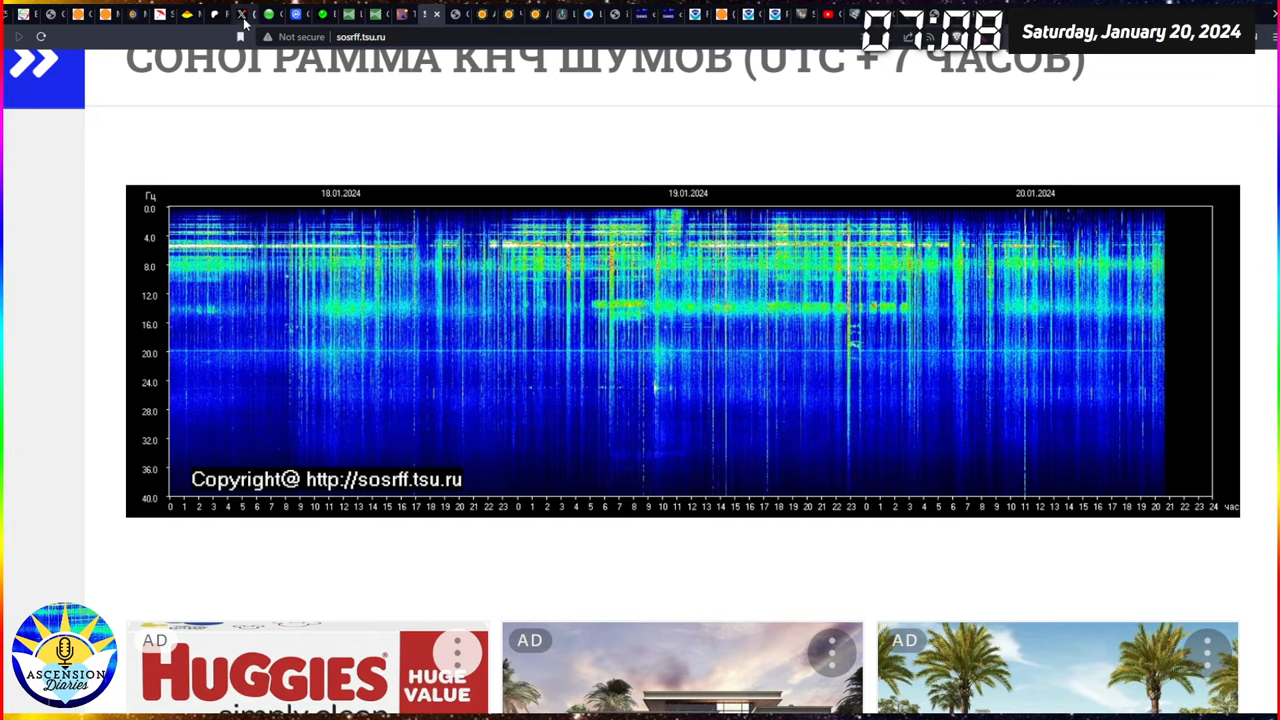 Not secure sosrff.tsu.ru
07:08
Saturday, January 20, 2024
СОНОГРАММА КНЧ ШУМОВ (UTC + 7 ЧАСОВ)
Гц 18.01.2024 19.01.2024 20.01.2024
0.0
4.0
8.0
12.0
16.0
20.0
24.0
28.0
32.0
36.0
40.0
Copyright@ http://sosrff.tsu.ru
0 1 2 3 4 5 6 7 8 9 10 11 12 13 14 15 16 17 18 19 20 21 22 23 0 1 2 3 4 5 6 7 8 9 10 11 12 13 14 15 16 17 18 19 20 21 22 23 0 1 2 3 4 5 6 7 8 9 10 11 12 13 14 15 16 17 18 19 20 21 22 23 24 час
AD AD AD
HUGGIES
HUGE
VALUE
simply clean
ASCENSION
Diaries